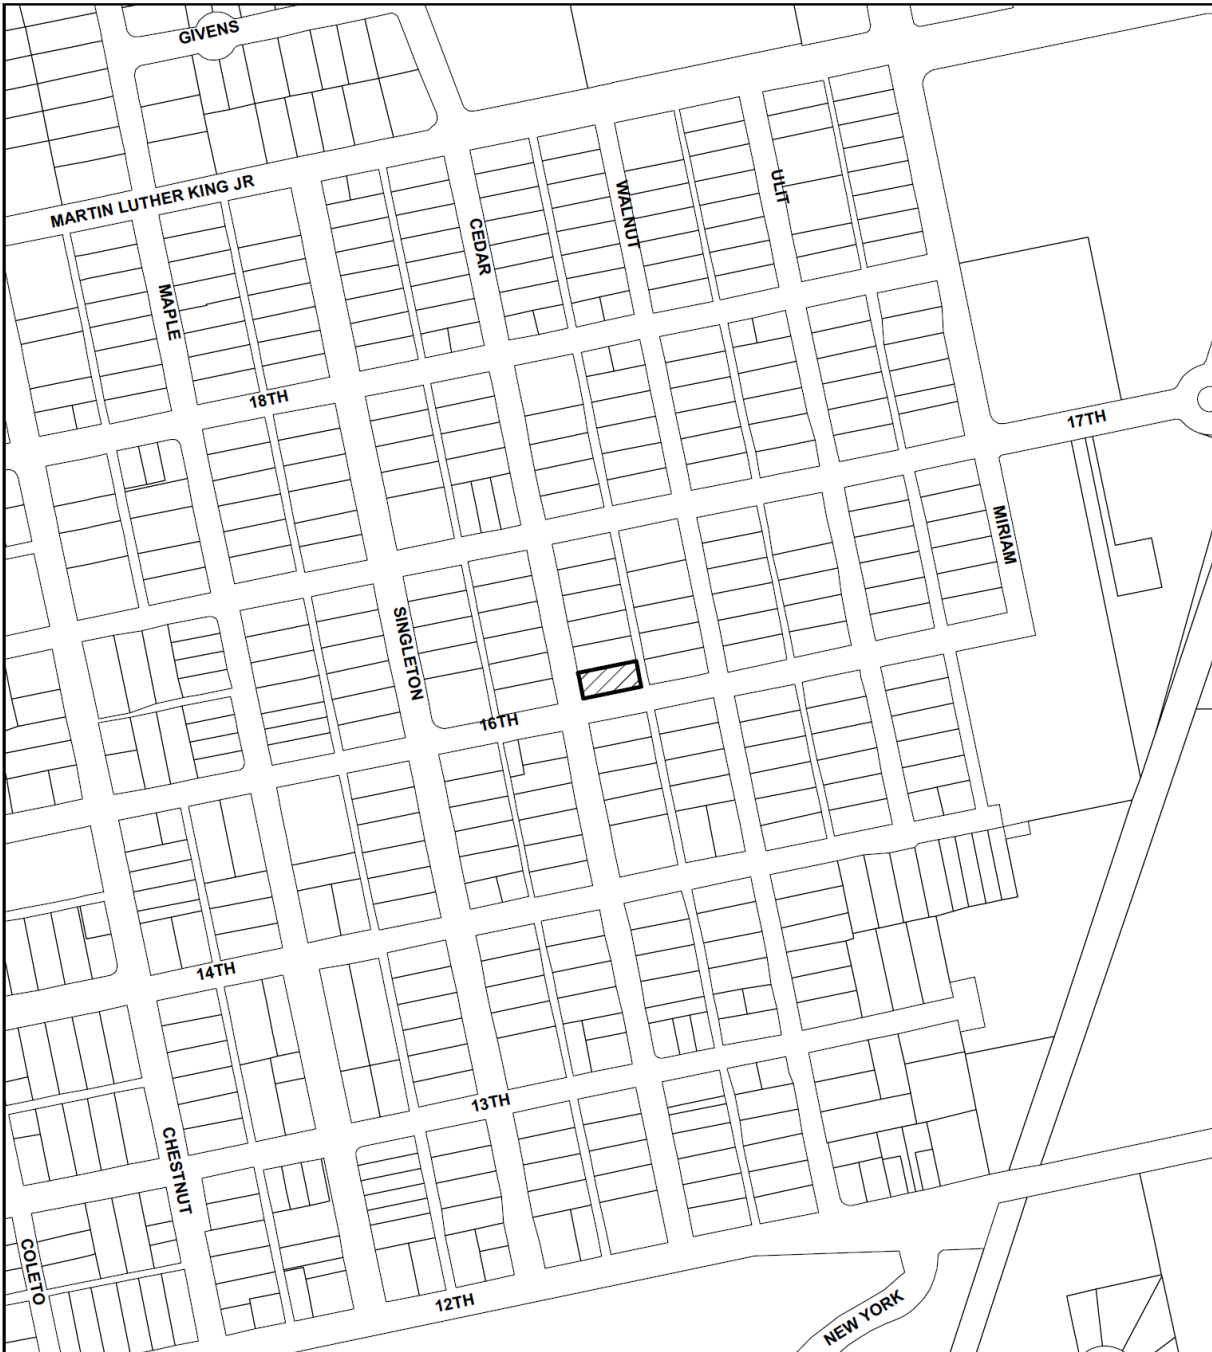 GIVENS
MARTIN LUTHER KING JR
WALNUT
ULIT
CEDAR
MAPLE
18TH
17TH
MIRIAM
SINGLETON
16TH
14TH
13TH
CHESTNUT
COLETO
12TH
NEW YORK